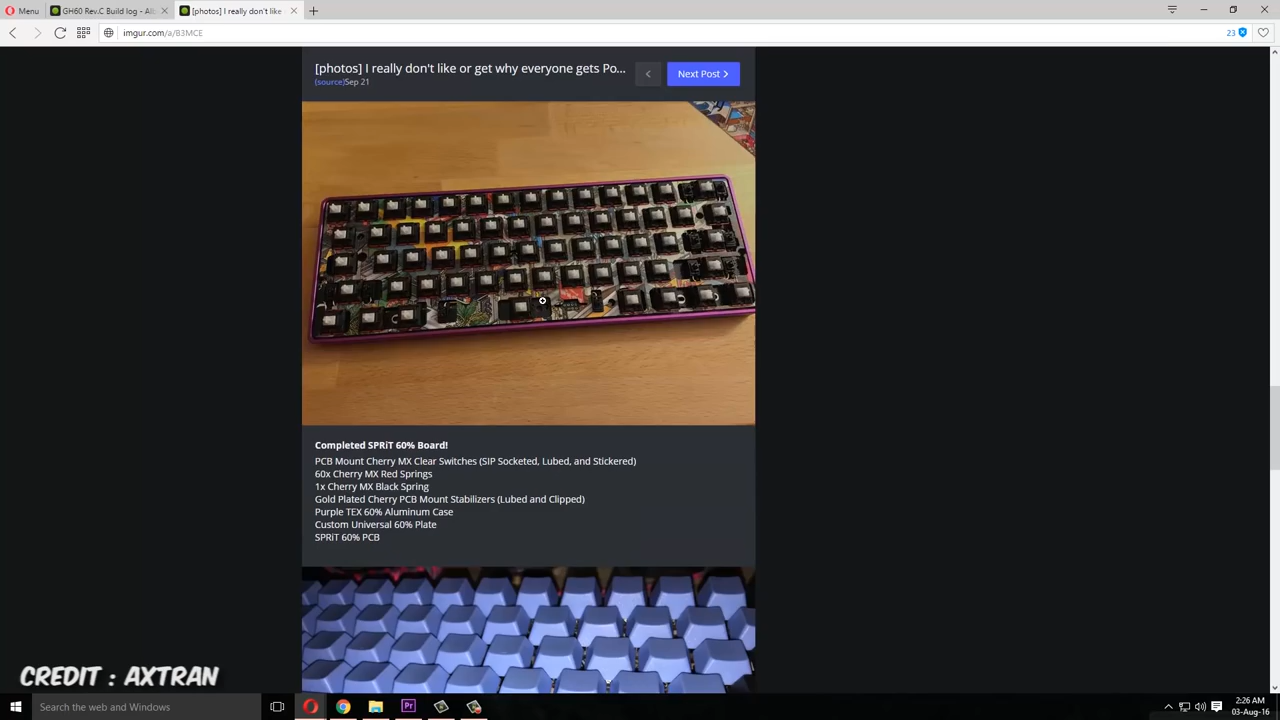 Menu
GH60 Rev.C Build log - Alb
[photos] I really don't like
imgur.com/a/83MCE
23
[photos] I really don't like or get why everyone gets Po...
(source)Sep 21
Next Post
Completed SPRiT 60% Board!
PCB Mount Cherry MX Clear Switches (SIP Socketed, Lubed, and Stickered)
60x Cherry MX Red Springs
1x Cherry MX Black Spring
Gold Plated Cherry PCB Mount Stabilizers (Lubed and Clipped)
Purple TEX 60% Aluminum Case
Custom Universal 60% Plate
SPRiT 60% PCB
CREDIT : AXTRAN
Search the web and Windows
Pr
2:26 AM
03-Aug-16